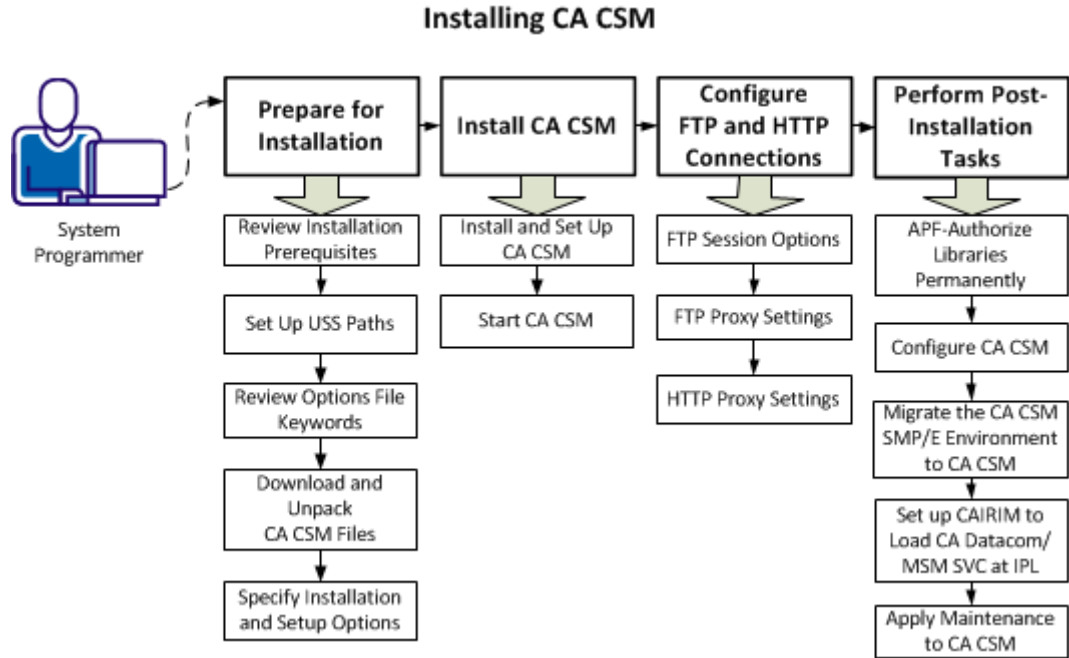 Installing CA CSM
System
Programmer
Prepare for
Installation
Review Installation
Prerequisites
Set Up USS Paths
Review Options File
Keywords
Download and
Unpack
CA CSM Files
Specify Installation
and Setup Options
Install CA CSM
Install and Set Up
CA CSM
Start CA CSM
Configure
FTP and HTTP
Connections
FTP Session Options
FTP Proxy Settings
HTTP Proxy Settings
Perform Post-
Installation
Tasks
APF-Authorize
Libraries
Permanently
Configure CA CSM
Migrate the CA CSM
SMP/E Environment
to CA CSM
Set up CAIRIM to
Load CA Datacom/
MSM SVC at IPL
Apply Maintenance
to CA CSM